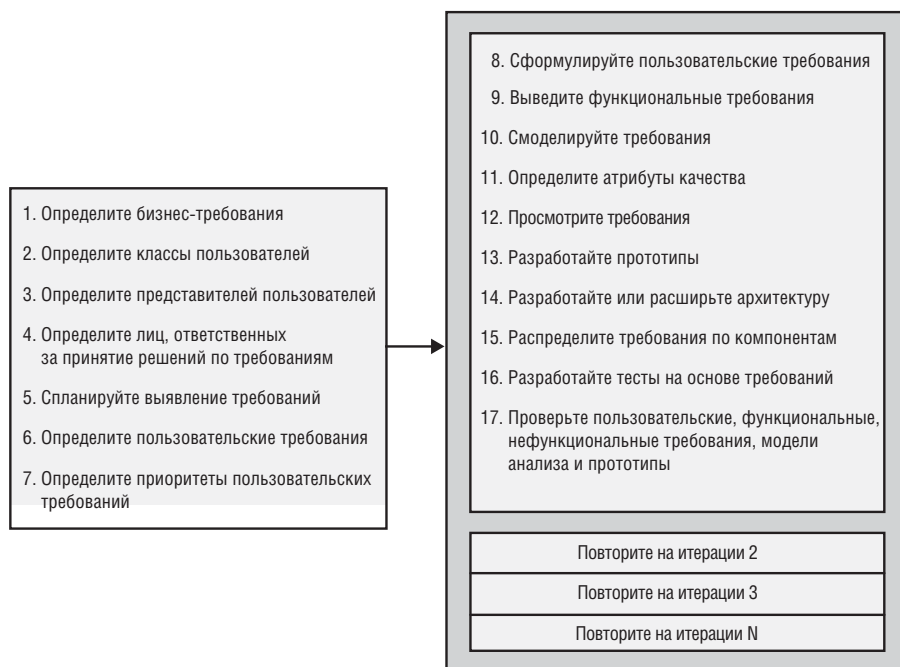 1. Определите бизнес-требования
2. Определите классы пользователей
3. Определите представителей пользователей
4. Определите лиц, ответственных
за принятие решений по требованиям
5. Спланируйте выявление требований
6. Определите пользовательские требования
7. Определите приоритеты пользовательских
требований
8. Сформулируйте пользовательские требования
9. Выведите функциональные требования
10. Смоделируйте требования
11. Определите атрибуты качества
12. Просмотрите требования
13. Разработайте прототипы
14. Разработайте или расширьте архитектуру
15. Распределите требования по компонентам
16. Разработайте тесты на основе требований
17. Проверьте пользовательские, функциональные,
нефункциональные требования, модели
анализа и прототипы
Повторите на итерации 2
Повторите на итерации 3
Повторите на итерации N